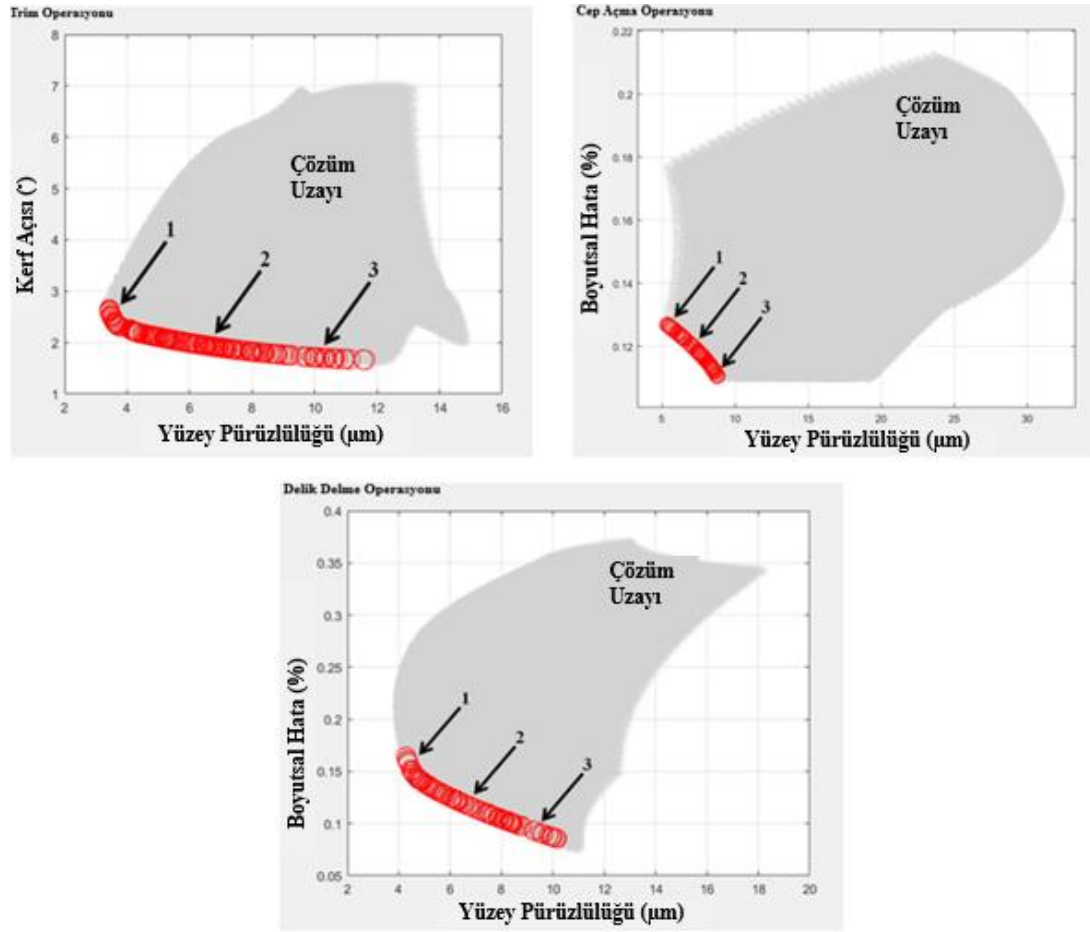 Trim Operasyonu
8
7
6
5
4
3
2
1
Kerf Açısı (°)
Çözüm
Uzayı
1
2
3
2 4 6 8 10 12 14 16
Yüzey Pürüzlülüğü (µm)
Cep Açma Operasyonu
0.22
0.2
0.18
0.16
0.14
0.12
Boyutsal Hata (%)
Çözüm
Uzayı
1
2
3
5 10 15 20 25 30
Yüzey Pürüzlülüğü (µm)
Delik Delme Operasyonu
0.4
0.35
0.3
0.25
0.2
0.15
0.1
0.05
Boyutsal Hata (%)
Çözüm
Uzayı
1
2
3
2 4 6 8 10 12 14 16 18 20
Yüzey Pürüzlülüğü (µm)